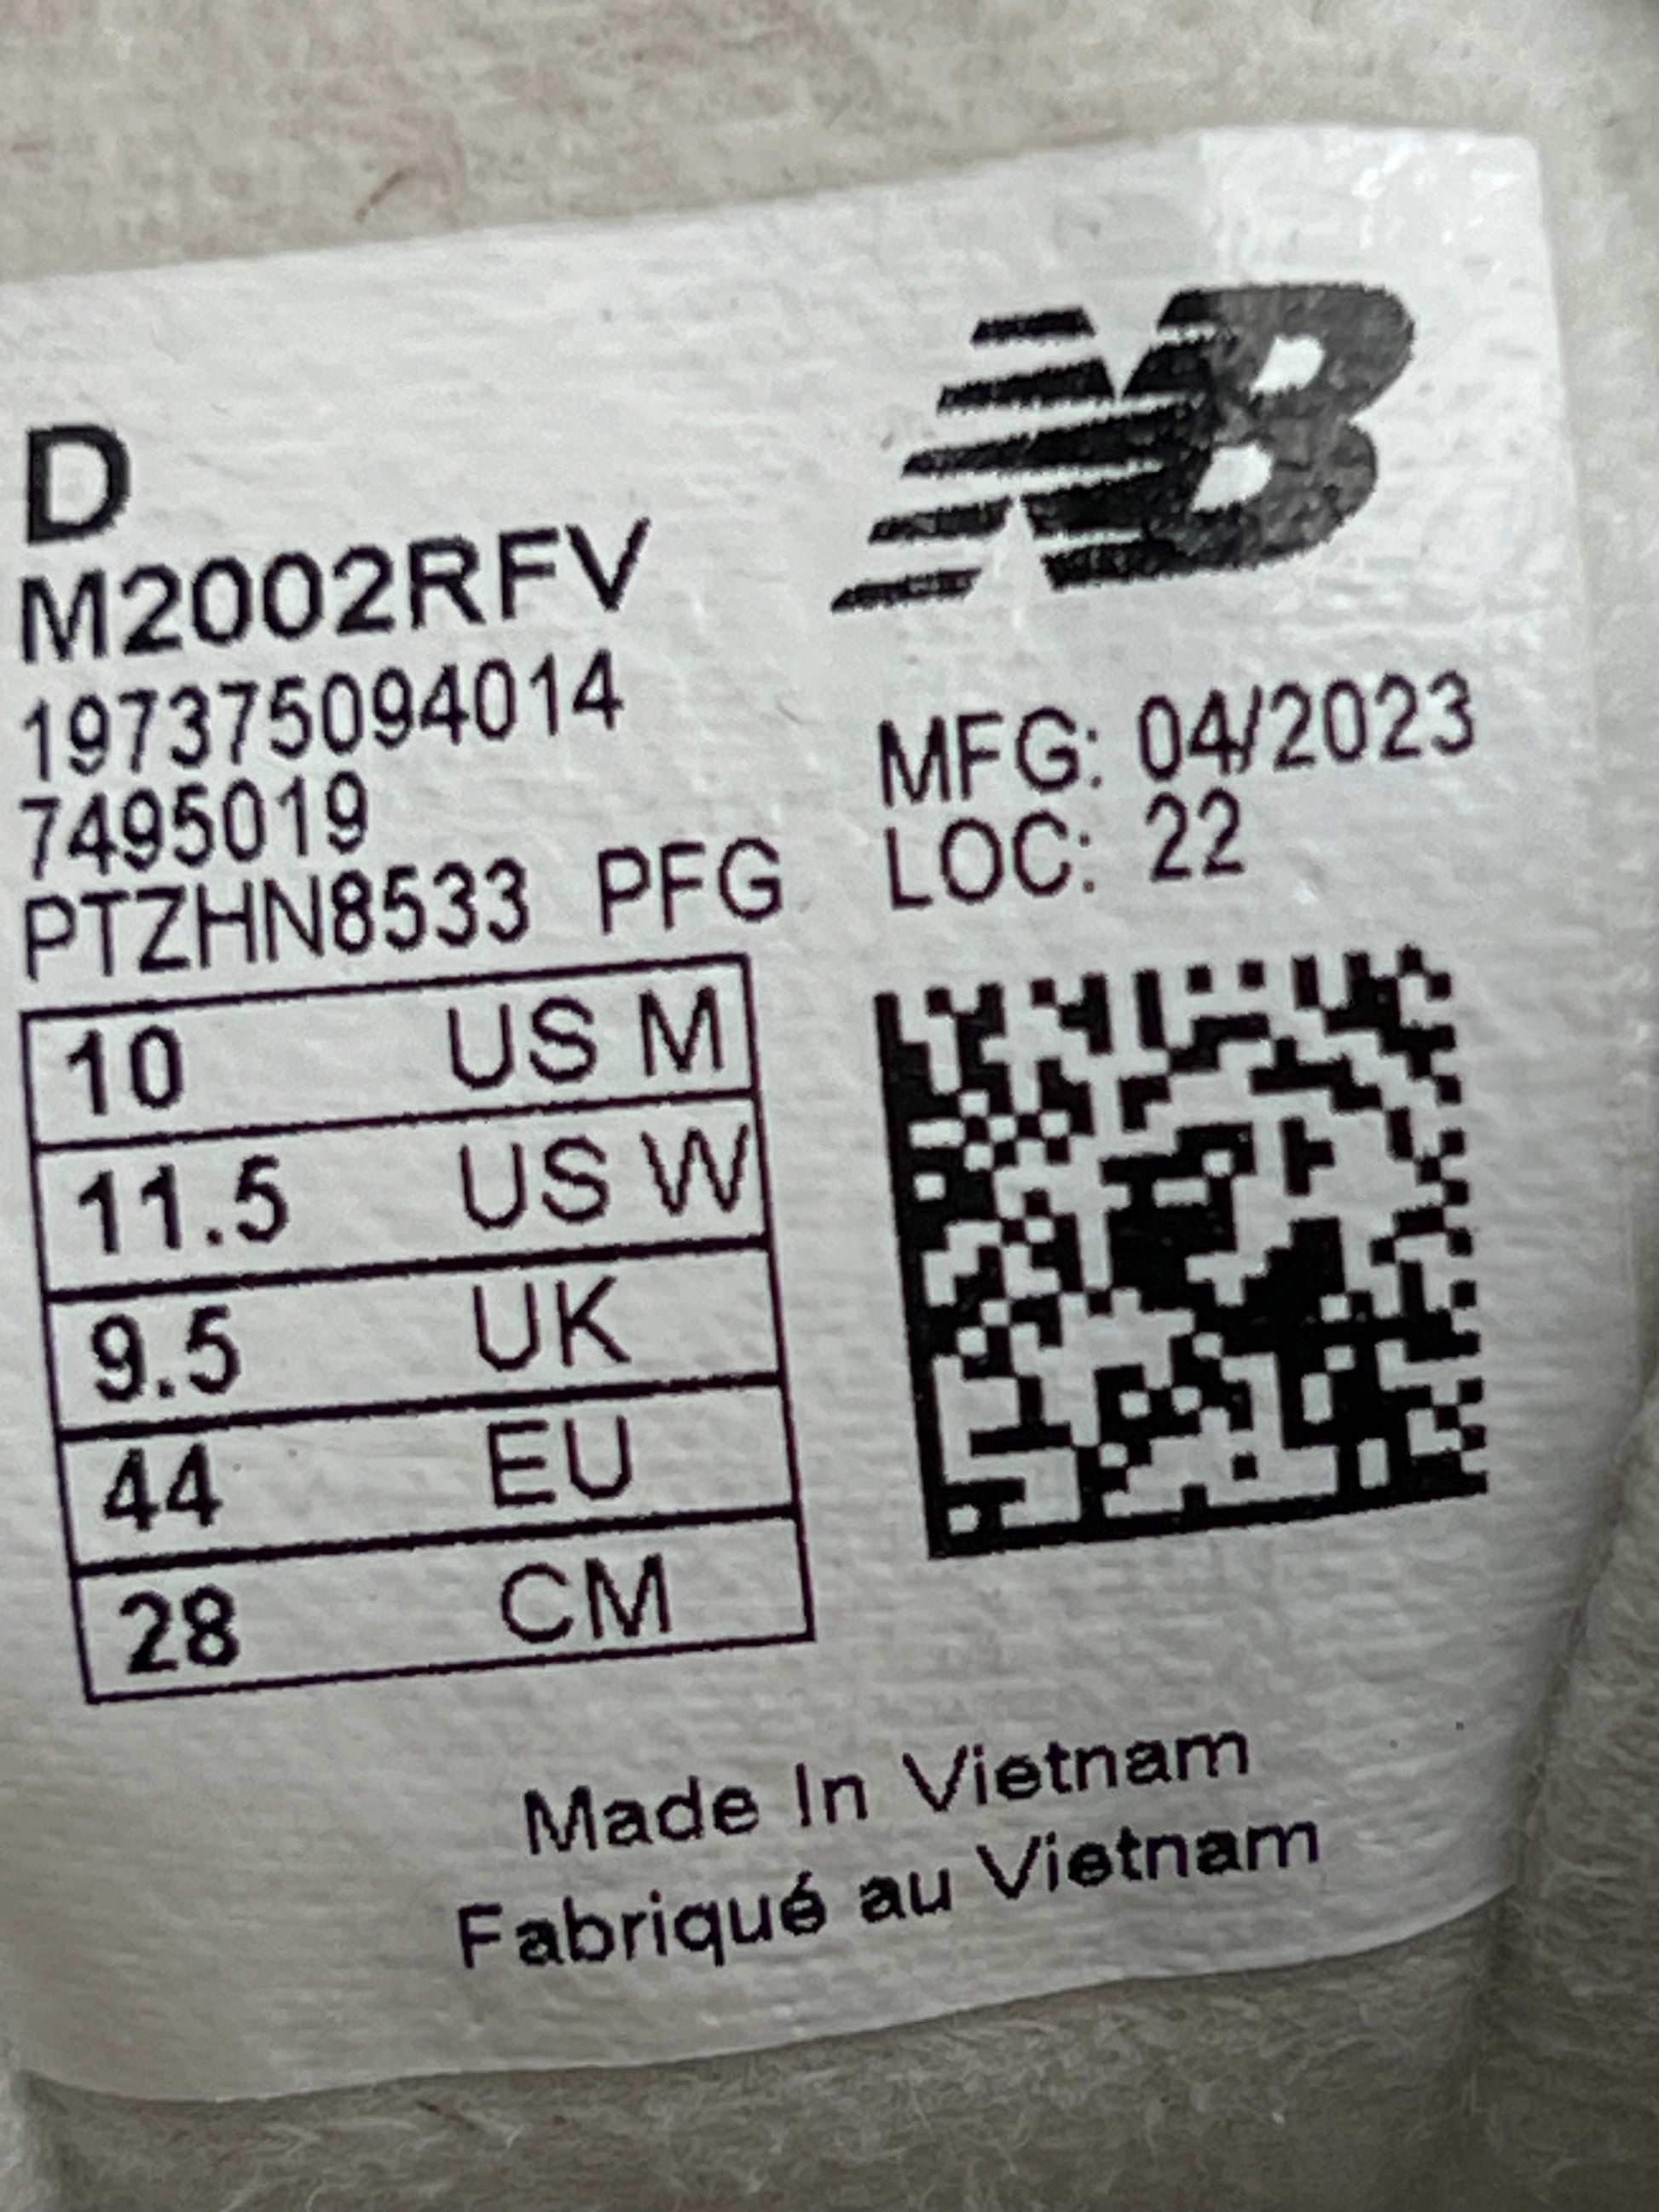 NB
D
M2002RFV
197375094014
7495019
PTZHN8533 PFG
MFG: 04/2023
LOC: 22
10 US M
11.5 US W
9.5 UK
44 EU
28 CM
Made In Vietnam
Fabriqué au Vietnam